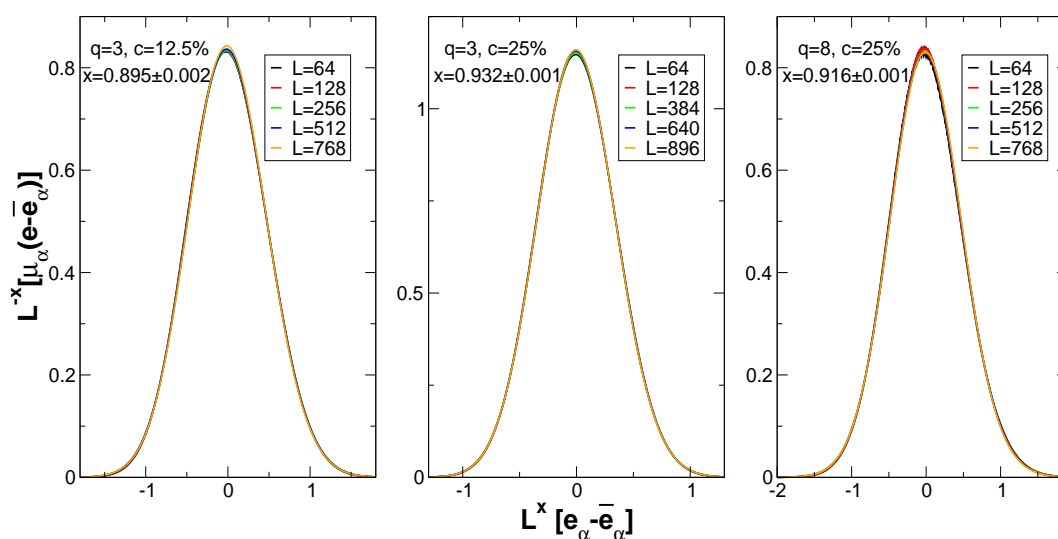 q=3, c=12.5%
x=0.895±0.002
L=64
L=128
L=256
L=512
L=768
0.8
0.6
0.4
0.2
0
-1
0
1
q=3, c=25%
x=0.932±0.001
L=64
L=128
L=384
L=640
L=896
1
0.5
0
-1
0
1
q=8, c=25%
x=0.916±0.001
L=64
L=128
L=256
L=512
L=768
0.8
0.6
0.4
0.2
0
-2
-1
0
1
L⁻ˣ[μ_α(e-e̅_α)]
Lˣ [e_α-e̅_α]